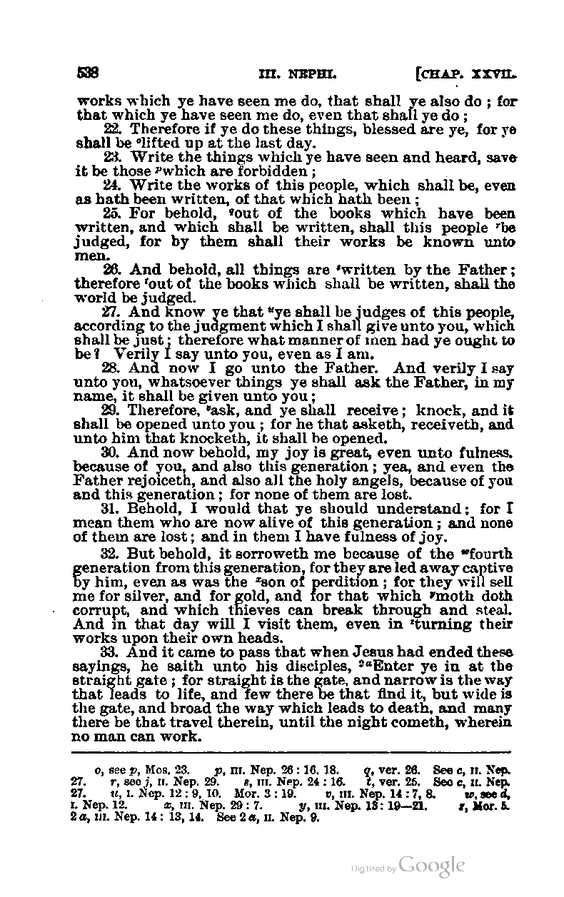 538 III. NEPHI. [CHAP. XXVII.
works which ye have seen me do, that shall ye also do ; for
that which ye have seen me do, even that shall ye do ;
22. Therefore if ye do these things, blessed are ye, for ye
shall be ᵒlifted up at the last day.
23. Write the things which ye have seen and heard, save
it be those ᵖwhich are forbidden ;
24. Write the works of this people, which shall be, even
as hath been written, of that which hath been ;
25. For behold, qout of the books which have been
written, and which shall be written, shall this people ʳbe
judged, for by them shall their works be known unto
men.
26. And behold, all things are ˢwritten by the Father ;
therefore ᵗout of the books which shall be written, shall the
world be judged.
27. And know ye that ᵘye shall be judges of this people,
according to the judgment which I shall give unto you, which
shall be just ; therefore what manner of men had ye ought to
be? Verily I say unto you, even as I am.
28. And now I go unto the Father. And verily I say
unto you, whatsoever things ye shall ask the Father, in my
name, it shall be given unto you ;
29. Therefore, ᵛask, and ye shall receive ; knock, and it
shall be opened unto you ; for he that asketh, receiveth, and
unto him that knocketh, it shall be opened.
30. And now behold, my joy is great, even unto fulness,
because of you, and also this generation ; yea, and even the
Father rejoiceth, and also all the holy angels, because of you
and this generation ; for none of them are lost.
31. Behold, I would that ye should understand ; for I
mean them who are now alive of this generation ; and none
of them are lost ; and in them I have fulness of joy.
32. But behold, it sorroweth me because of the ʷfourth
generation from this generation, for they are led away captive
by him, even as was the ˣson of perdition ; for they will sell
me for silver, and for gold, and for that which ʸmoth doth
corrupt, and which thieves can break through and steal.
And in that day will I visit them, even in ᶻturning their
works upon their own heads.
33. And it came to pass that when Jesus had ended these
sayings, he saith unto his disciples, ²ᵃEnter ye in at the
straight gate ; for straight is the gate, and narrow is the way
that leads to life, and few there be that find it, but wide is
the gate, and broad the way which leads to death, and many
there be that travel therein, until the night cometh, wherein
no man can work.
o, see p, Mos. 23. p, III. Nep. 26 : 16, 18. q, ver. 26. See c, II. Nep.
27. r, see j, II. Nep. 29. s, III. Nep. 24 : 16. t, ver. 25. See c, II. Nep.
27. u, I. Nep. 12 : 9, 10. Mor. 3 : 19. v, III. Nep. 14 : 7, 8. w, see d,
I. Nep. 12. x, III. Nep. 29 : 7. y, III. Nep. 13 : 19—21. z, Mor. 5.
2 a, III. Nep. 14 : 13, 14. See 2 a, II. Nep. 9.
Digitized by Google